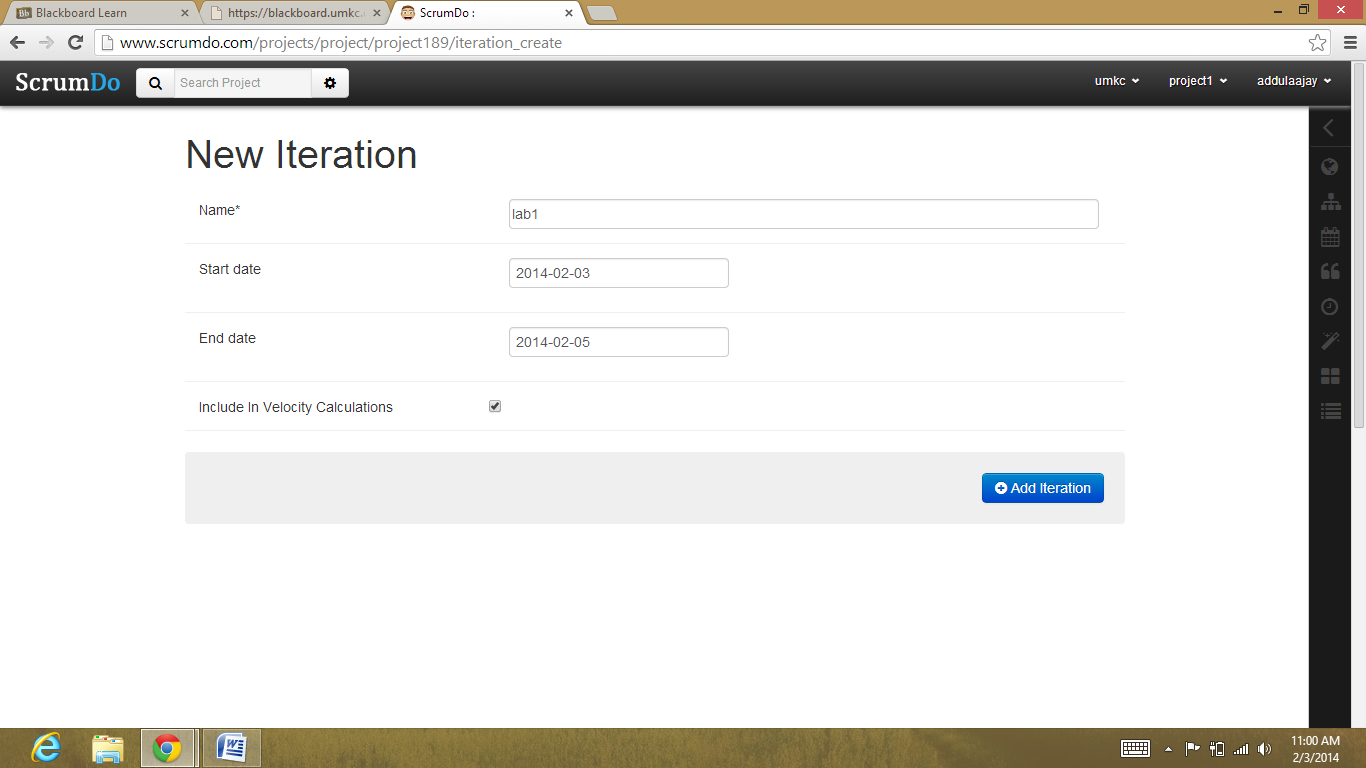 Bb Blackboard Learn
https://blackboard.umkc.
ScrumDo :
www.scrumdo.com/projects/project/project189/iteration_create
ScrumDo
Search Project
umkc
project1
addulaajay
New Iteration
Name*
lab1
Start date
2014-02-03
End date
2014-02-05
Include In Velocity Calculations
Add Iteration
11:00 AM
2/3/2014